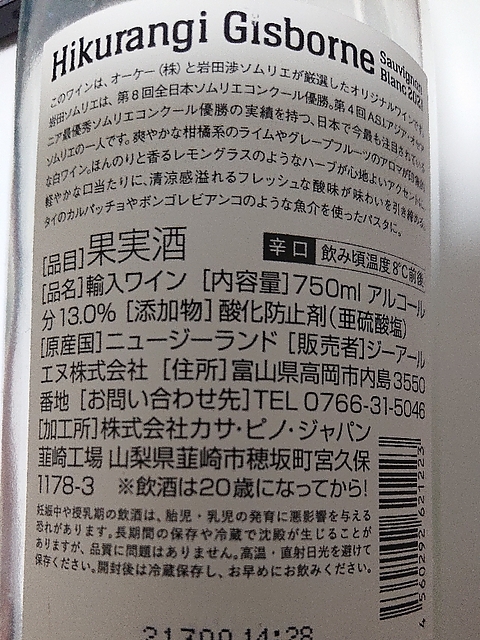 Hikurangi Gisborne
Sauvignon
Blanc
このワインは、オーケー(株)と岩田渉ソムリエが厳選したオリジナルワインです。
岩田ソムリエは、第8回全日本ソムリエコンクール優勝。第4回ASIアジア・オセア
ニア最優秀ソムリエコンクール優勝の実績を持つ、日本で今最も注目されている
ソムリエの一人です。爽やかな柑橘系のライムやグレープフルーツのアロマが印象的
な白ワイン。ほんのりと香るレモングラスのようなハーブが心地よいアクセントに。
軽やかな口当たりに、清涼感溢れるフレッシュな酸味が味わいを引き締める。
タイのカルパッチョやボンゴレビアンコのような魚介を使ったパスタに。
[品目]果実酒 辛口 飲み頃温度8℃前後
[品名]輸入ワイン [内容量]750ml アルコール
分13.0% [添加物]酸化防止剤(亜硫酸塩)
[原産国]ニュージーランド [販売者]ジーアール
エヌ株式会社 [住所]富山県高岡市内島3550
番地 [お問い合わせ先]TEL 0766-31-5046
[加工所]株式会社カサ・ピノ・ジャパン
韮崎工場 山梨県韮崎市穂坂町宮久保
1178-3 ※飲酒は20歳になってから!
妊娠中や授乳期の飲酒は、胎児・乳児の発育に悪影響を与える
恐れがあります。長期間の保存や冷蔵で沈殿が生じることが
ありますが、品質に問題はありません。高温・直射日光を避けて
保存ください。開封後は冷蔵保存し、お早めにお飲みください。
4 560292 621223
14:28